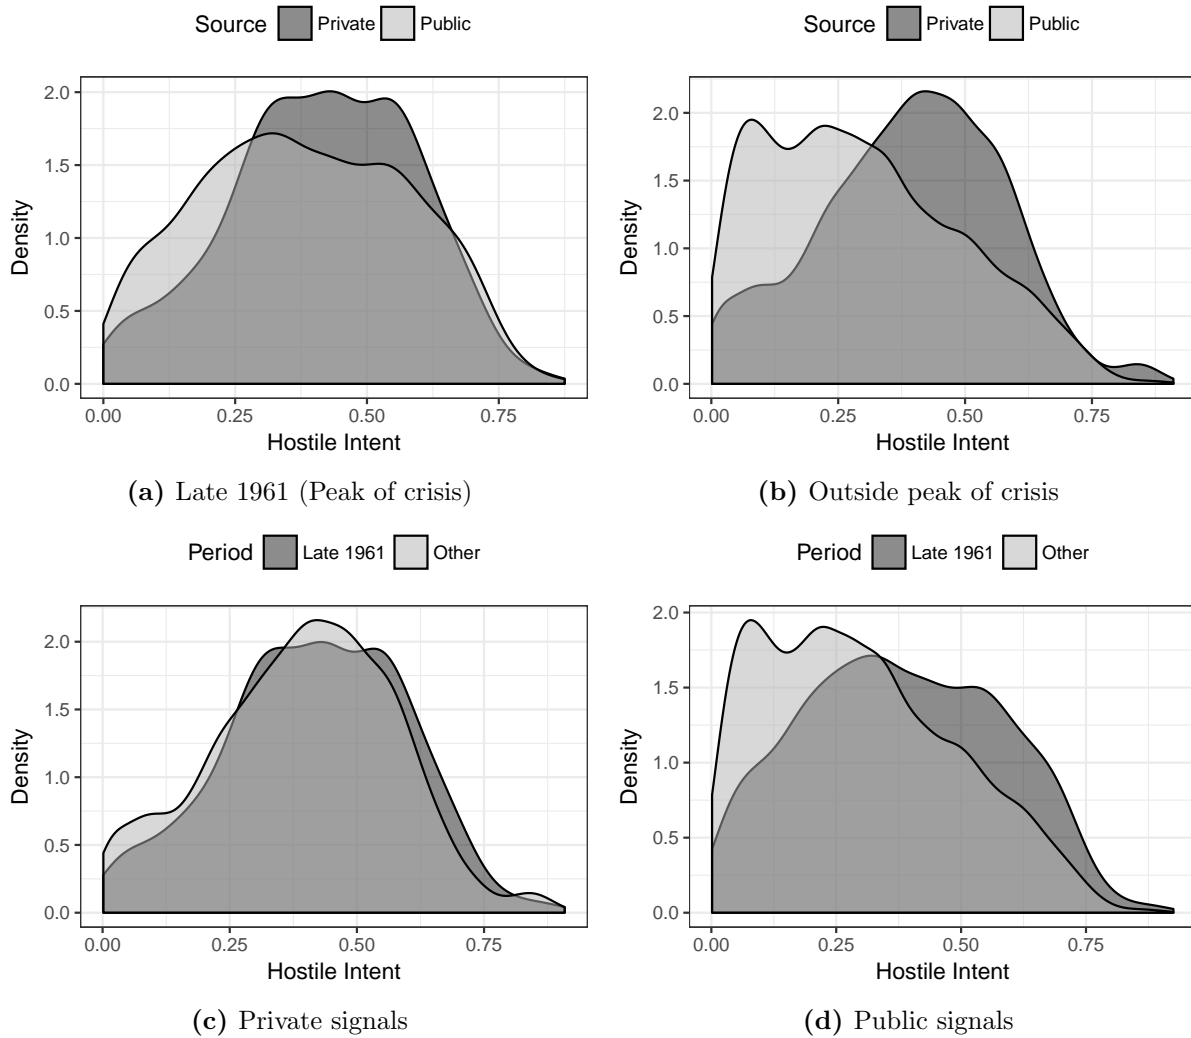 Source Private Public
Source Private Public
2.0
1.5
1.0
0.5
0.0
Density
0.00 0.25 0.50 0.75
Hostile Intent
2.0
1.5
1.0
0.5
0.0
Density
0.00 0.25 0.50 0.75
Hostile Intent
(a) Late 1961 (Peak of crisis)
(b) Outside peak of crisis
Period Late 1961 Other
Period Late 1961 Other
2.0
1.5
1.0
0.5
0.0
Density
0.00 0.25 0.50 0.75
Hostile Intent
2.0
1.5
1.0
0.5
0.0
Density
0.00 0.25 0.50 0.75
Hostile Intent
(c) Private signals
(d) Public signals